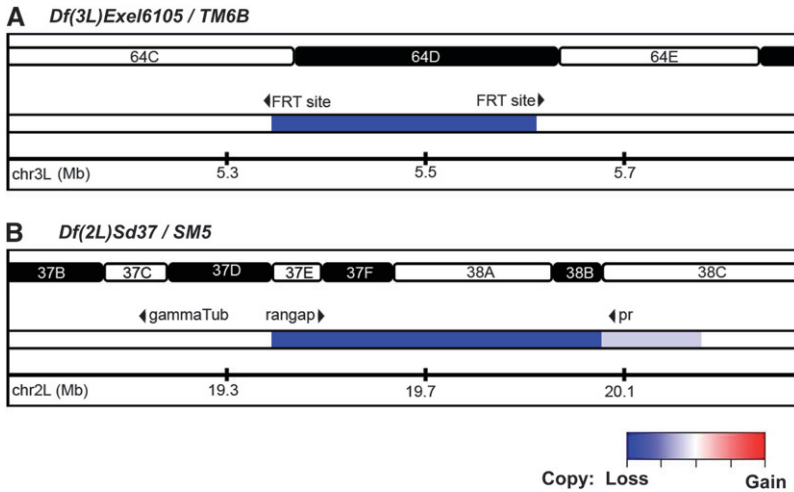 A Df(3L)Exel6105 / TM6B
64C 64D 64E
FRT site FRT site
chr3L (Mb) 5.3 5.5 5.7
B Df(2L)Sd37 / SM5
37B 37C 37D 37E 37F 38A 38B 38C
gammaTub rangap pr
chr2L (Mb) 19.3 19.7 20.1
Copy: Loss Gain